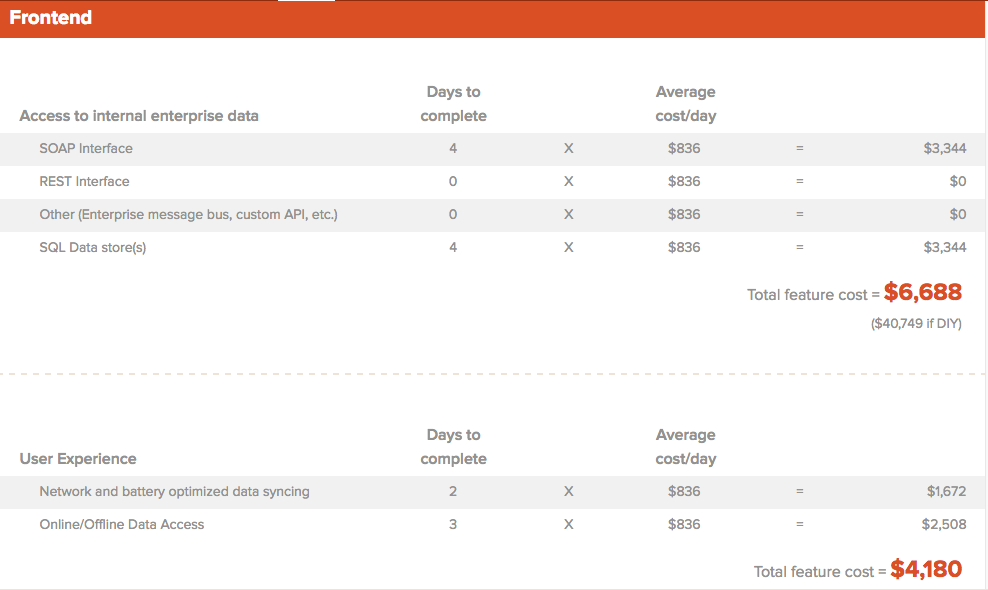 Frontend
Days to Average
Access to internal enterprise data complete cost/day
SOAP Interface 4 X $836 = $3,344
REST Interface 0 X $836 = $0
Other (Enterprise message bus, custom API, etc.) 0 X $836 = $0
SQL Data store(s) 4 X $836 = $3,344
Total feature cost = $6,688
($40,749 if DIY)
Days to Average
User Experience complete cost/day
Network and battery optimized data syncing 2 X $836 = $1,672
Online/Offline Data Access 3 X $836 = $2,508
Total feature cost = $4,180